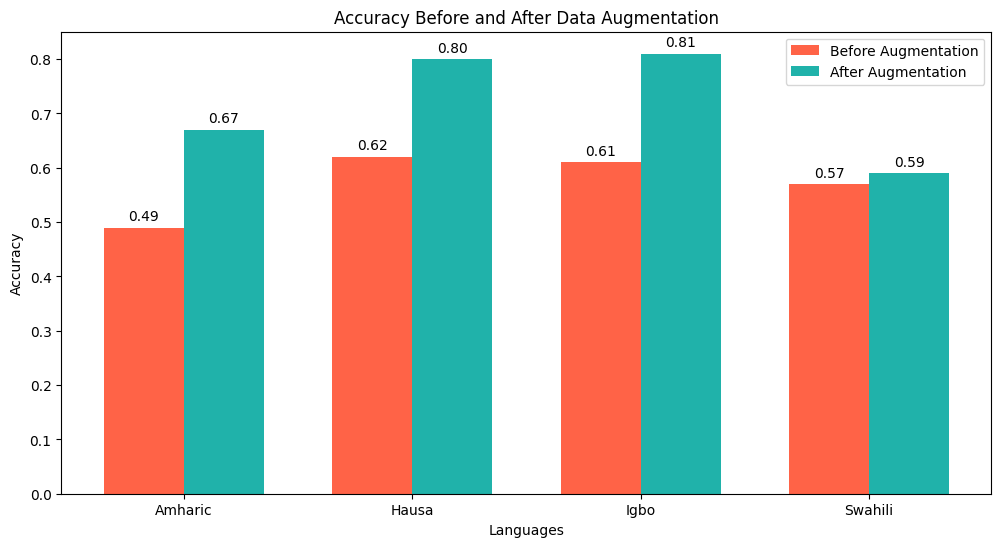 Accuracy Before and After Data Augmentation
Before Augmentation
After Augmentation
Accuracy
0.8
0.7
0.6
0.5
0.4
0.3
0.2
0.1
0.0
0.49
0.67
0.62
0.80
0.61
0.81
0.57
0.59
Amharic
Hausa
Igbo
Swahili
Languages